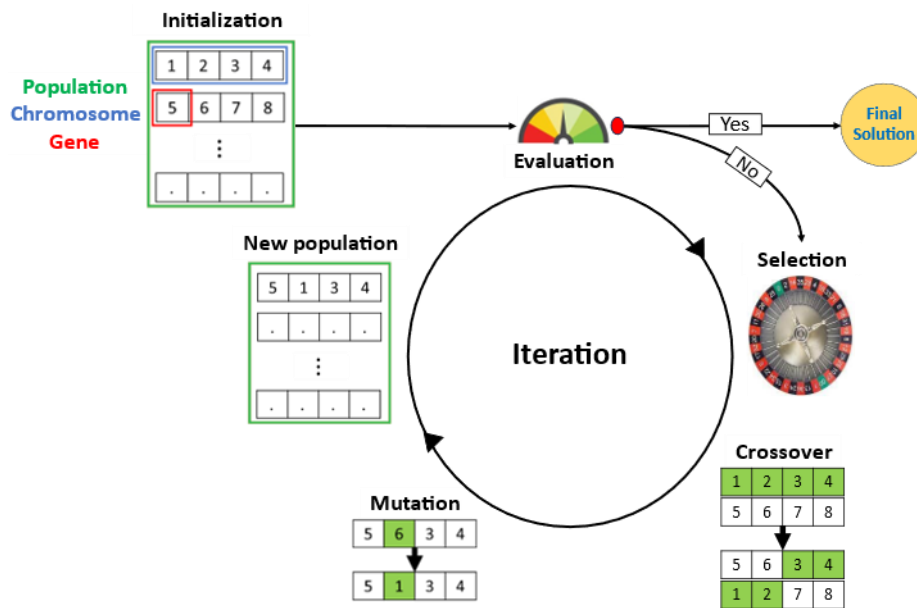 Initialization
1 2 3 4
5 6 7 8
. . . .
Population
Chromosome
Gene
Evaluation
Yes
No
Final
Solution
New population
5 1 3 4
. . . .
. . . .
Selection
Iteration
Crossover
1 2 3 4
5 6 7 8
5 6 3 4
1 2 7 8
Mutation
5 6 3 4
5 1 3 4